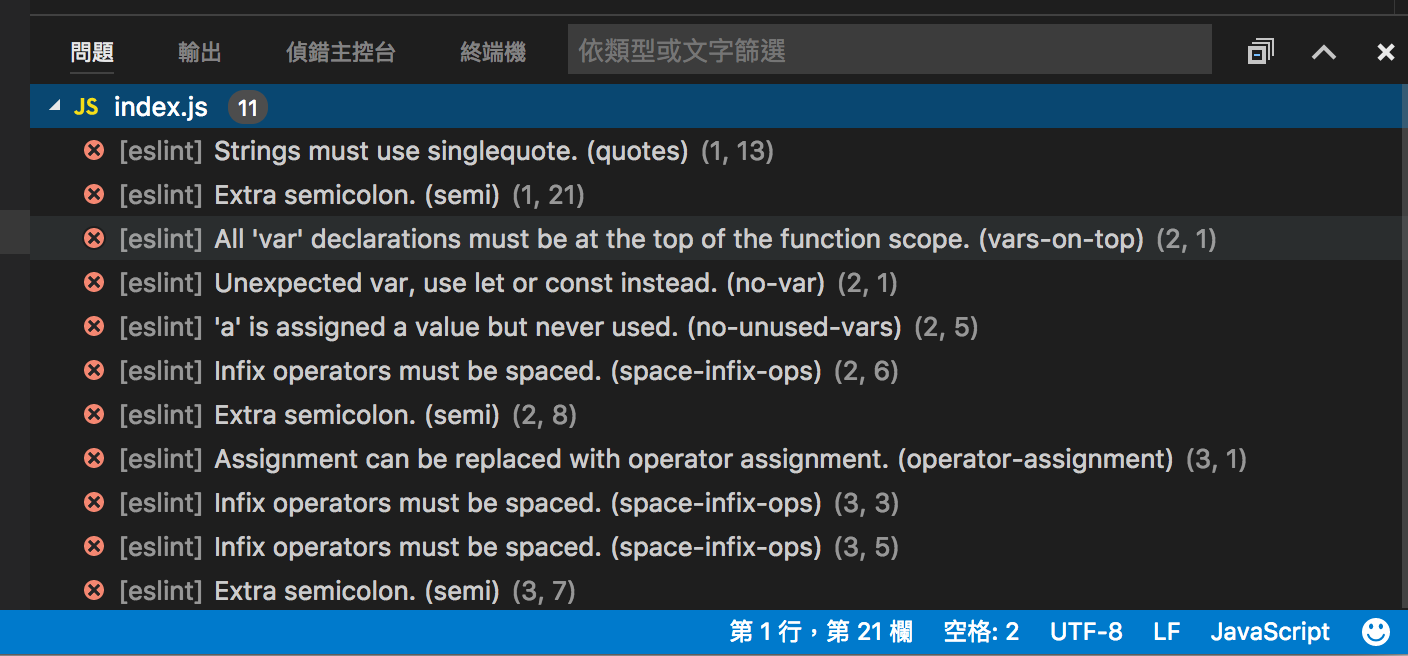 問題 輸出 偵錯主控台 終端機 依類型或文字篩選
JS index.js 11
[eslint] Strings must use singlequote. (quotes) (1, 13)
[eslint] Extra semicolon. (semi) (1, 21)
[eslint] All 'var' declarations must be at the top of the function scope. (vars-on-top) (2, 1)
[eslint] Unexpected var, use let or const instead. (no-var) (2, 1)
[eslint] 'a' is assigned a value but never used. (no-unused-vars) (2, 5)
[eslint] Infix operators must be spaced. (space-infix-ops) (2, 6)
[eslint] Extra semicolon. (semi) (2, 8)
[eslint] Assignment can be replaced with operator assignment. (operator-assignment) (3, 1)
[eslint] Infix operators must be spaced. (space-infix-ops) (3, 3)
[eslint] Infix operators must be spaced. (space-infix-ops) (3, 5)
[eslint] Extra semicolon. (semi) (3, 7)
第 1 行，第 21 欄 空格: 2 UTF-8 LF JavaScript